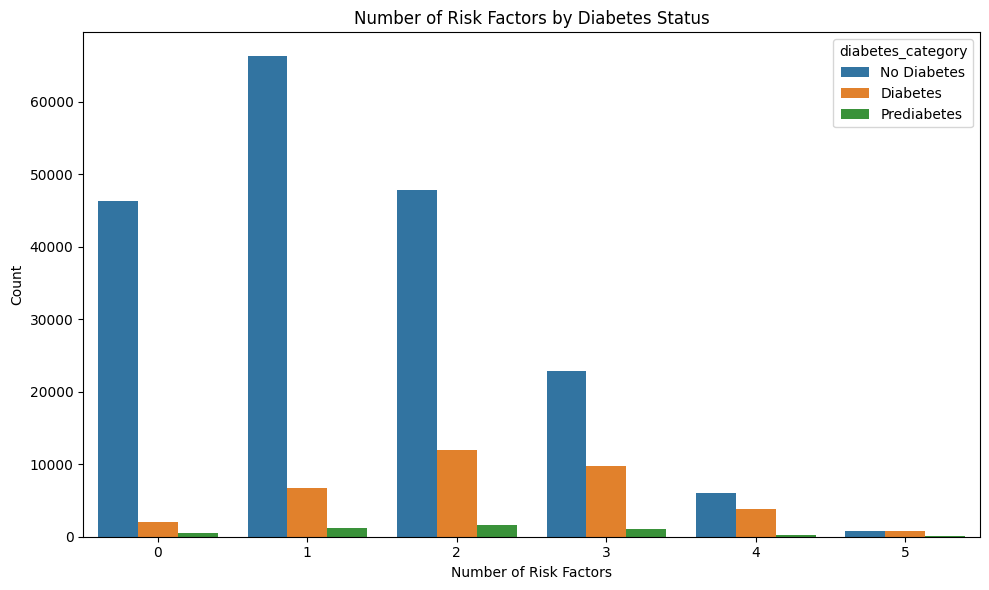 Number of Risk Factors by Diabetes Status
diabetes_category
No Diabetes
Diabetes
Prediabetes
Count
60000
50000
40000
30000
20000
10000
0
0 1 2 3 4 5
Number of Risk Factors